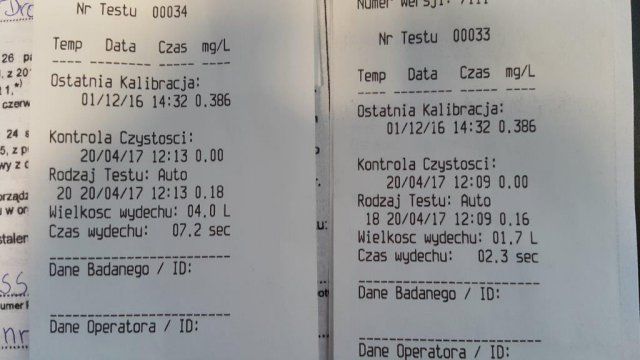 Nr Testu 00034
Temp Data Czas mg/L
Ostatnia Kalibracja:
01/12/16 14:32 0.386
Kontrola Czystosci:
20/04/17 12:13 0.00
Rodzaj Testu: Auto
20 20/04/17 12:13 0.18
Wielkosc wydechu: 04.0 L
Czas wydechu: 07.2 sec
Dane Badanego / ID:
Dane Operatora / ID:
Numer wersji:
Nr Testu 00033
Temp Data Czas mg/L
Ostatnia Kalibracja:
01/12/16 14:32 0.386
Kontrola Czystosci:
20/04/17 12:09 0.00
Rodzaj Testu: Auto
18 20/04/17 12:09 0.16
Wielkosc wydechu: 01.7 L
Czas wydechu: 02.3 sec
Dane Badanego / ID:
Dane Operatora / ID: